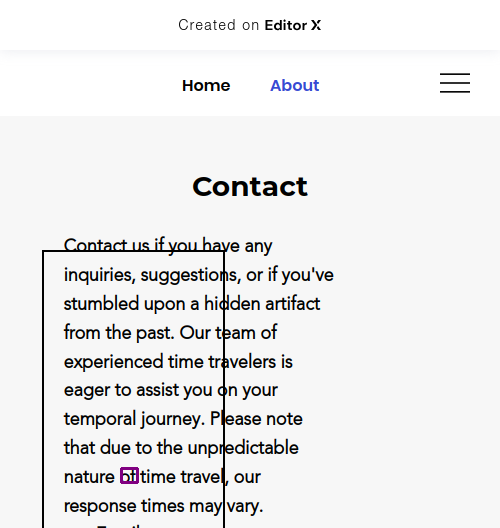 Created on Editor X
Home About
Contact
Contact us if you have any
inquiries, suggestions, or if you've
stumbled upon a hidden artifact
from the past. Our team of
experienced time travelers is
eager to assist you on your
temporal journey. Please note
that due to the unpredictable
nature of time travel, our
response times may vary.